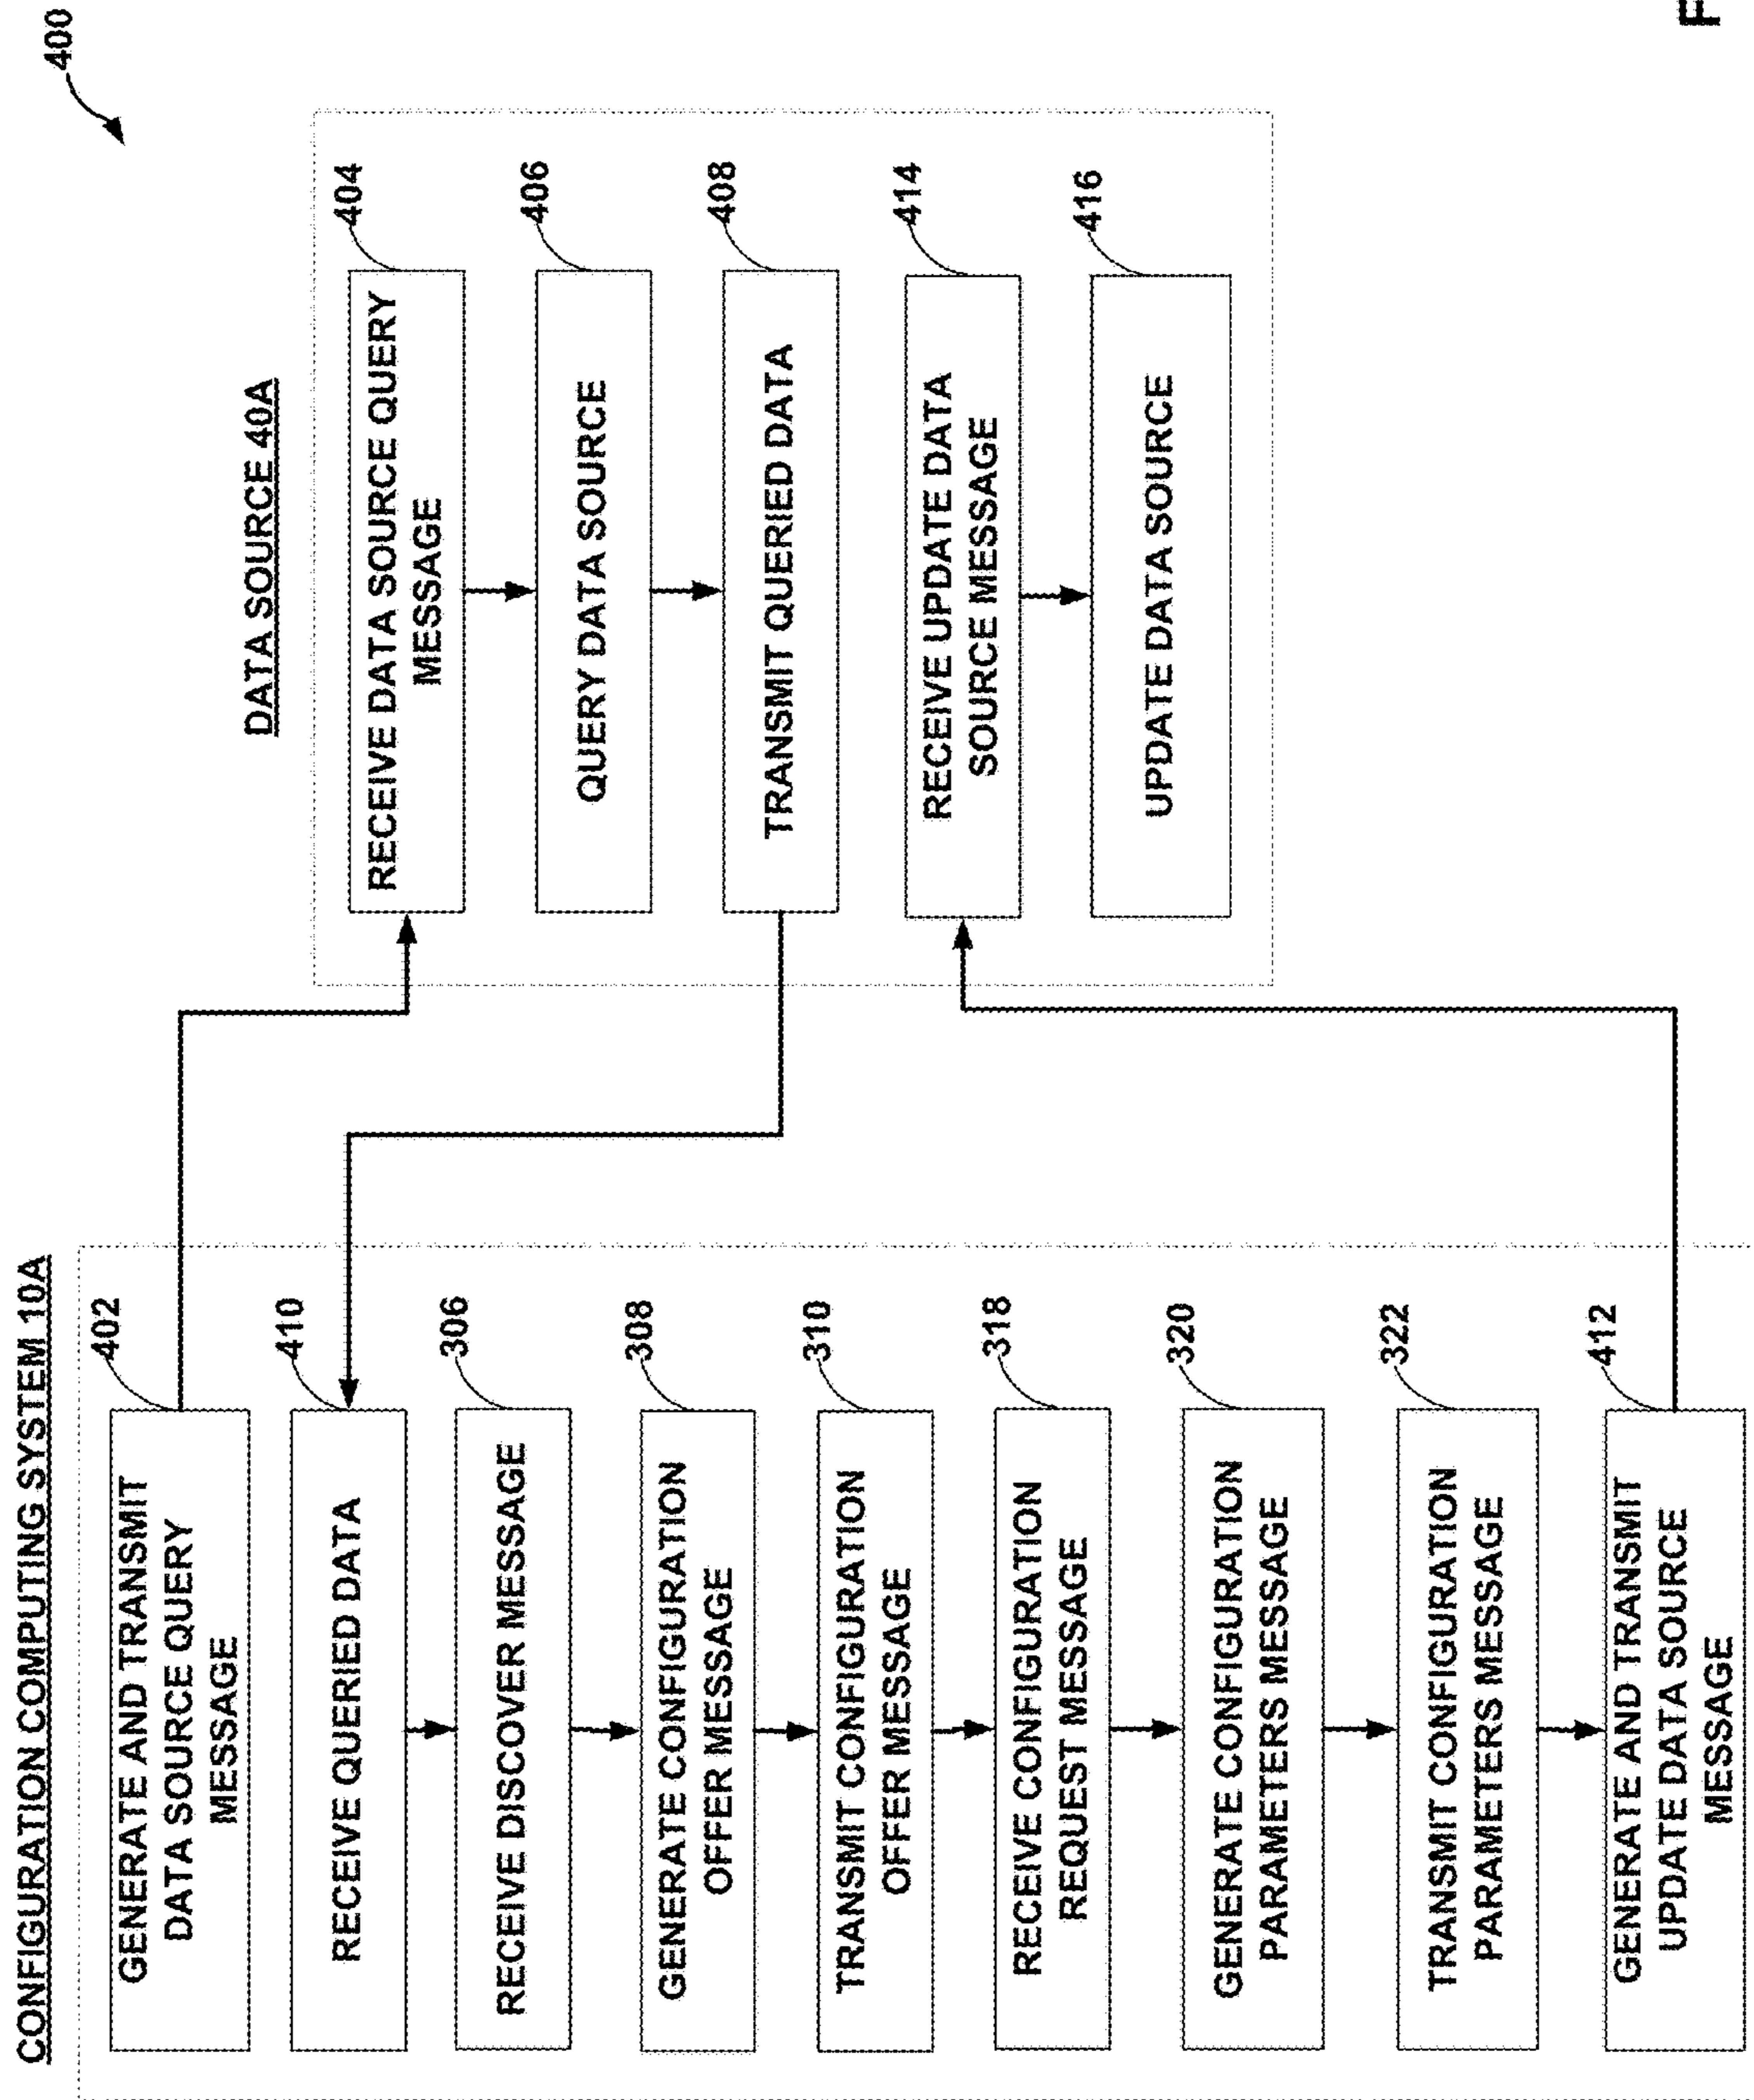 400
CONFIGURATION COMPUTING SYSTEM 10A
402
GENERATE AND TRANSMIT
DATA SOURCE QUERY
MESSAGE
410
RECEIVE QUERIED DATA
306
RECEIVE DISCOVER MESSAGE
308
GENERATE CONFIGURATION
OFFER MESSAGE
310
TRANSMIT CONFIGURATION
OFFER MESSAGE
318
RECEIVE CONFIGURATION
REQUEST MESSAGE
320
GENERATE CONFIGURATION
PARAMETERS MESSAGE
322
TRANSMIT CONFIGURATION
PARAMETERS MESSAGE
412
GENERATE AND TRANSMIT
UPDATE DATA SOURCE
MESSAGE
DATA SOURCE 40A
404
RECEIVE DATA SOURCE QUERY
MESSAGE
406
QUERY DATA SOURCE
408
TRANSMIT QUERIED DATA
414
RECEIVE UPDATE DATA
SOURCE MESSAGE
416
UPDATE DATA SOURCE